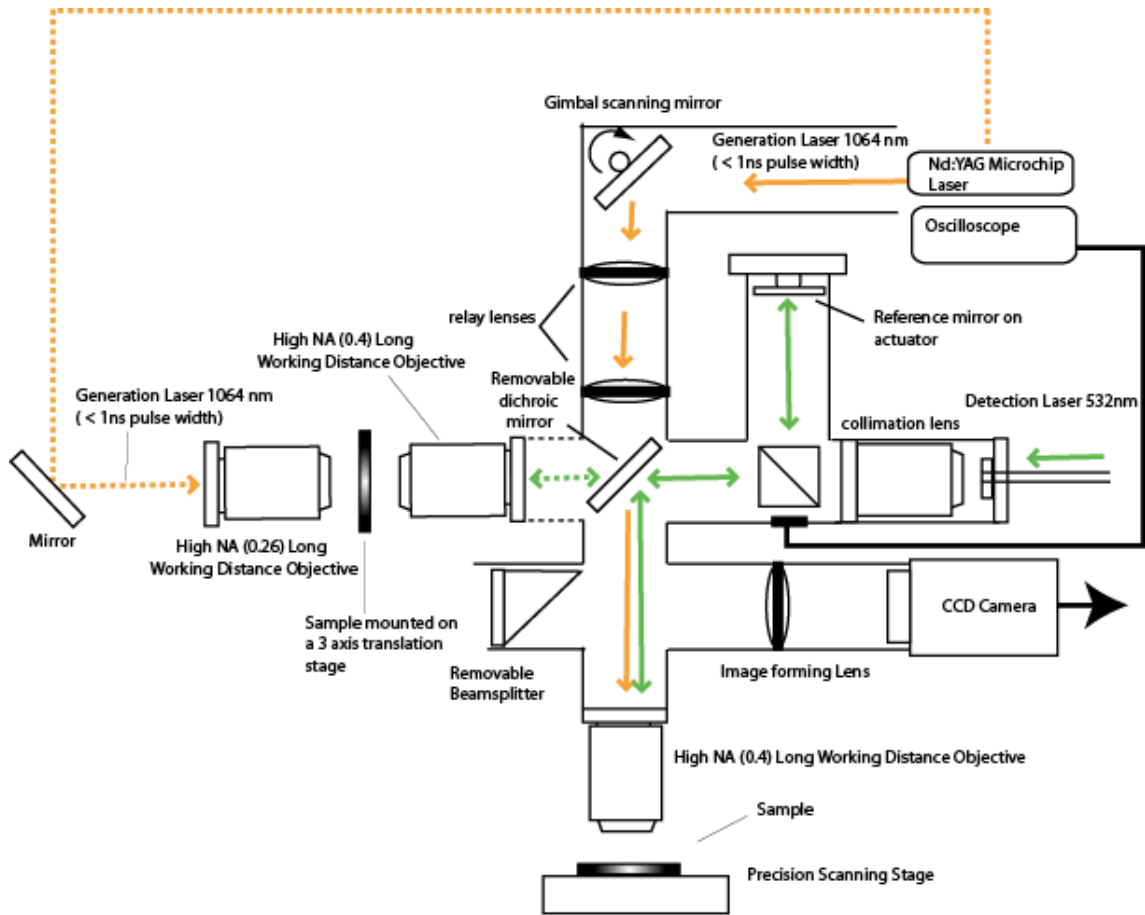 Gimbal scanning mirror
Generation Laser 1064 nm
( < 1ns pulse width)
Nd:YAG Microchip
Laser
Oscilloscope
relay lenses
Reference mirror on
actuator
High NA (0.4) Long
Working Distance Objective
Removable
dichroic
mirror
Generation Laser 1064 nm
( < 1ns pulse width)
Detection Laser 532nm
collimation lens
Mirror
High NA (0.26) Long
Working Distance Objective
Sample mounted on
a 3 axis translation
stage
Removable
Beamsplitter
Image forming Lens
CCD Camera
High NA (0.4) Long Working Distance Objective
Sample
Precision Scanning Stage